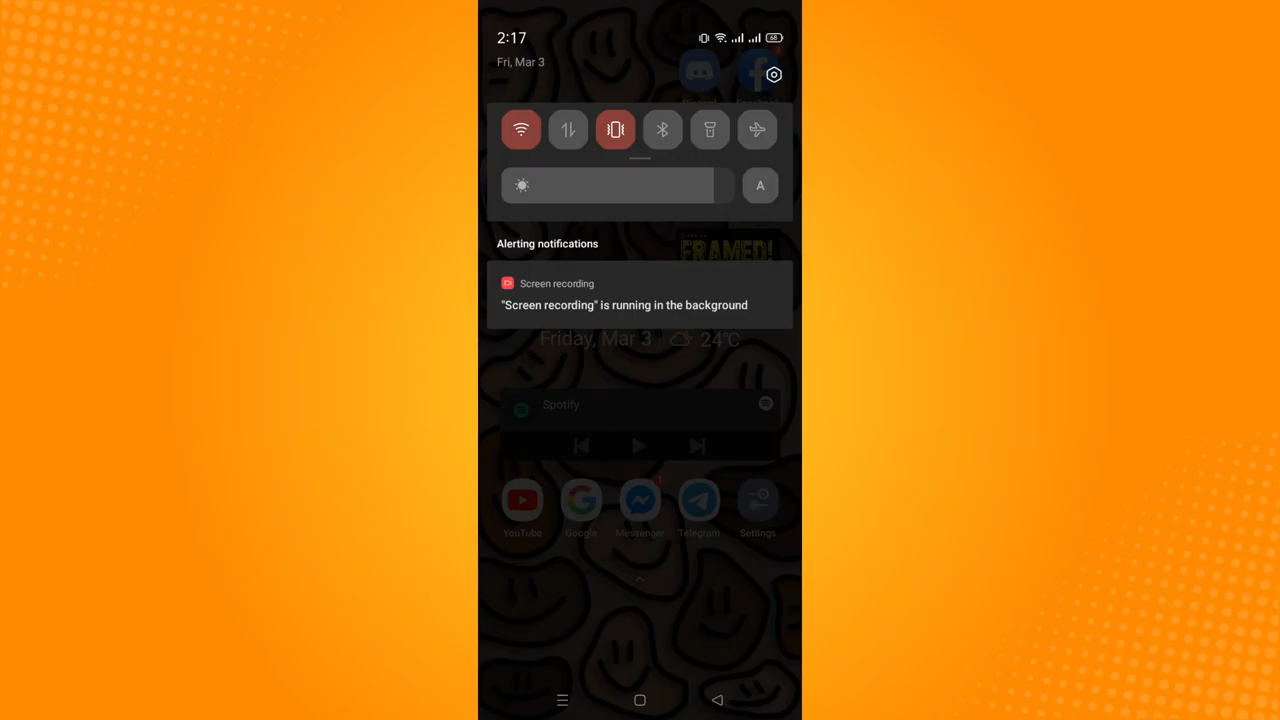 2:17
68
Fri, Mar 3
A
Alerting notifications
FRAMED!
Screen recording
"Screen recording" is running in the background
Friday, Mar 3
24°C
Spotify
YouTube
Google
Messenger
Telegram
Settings